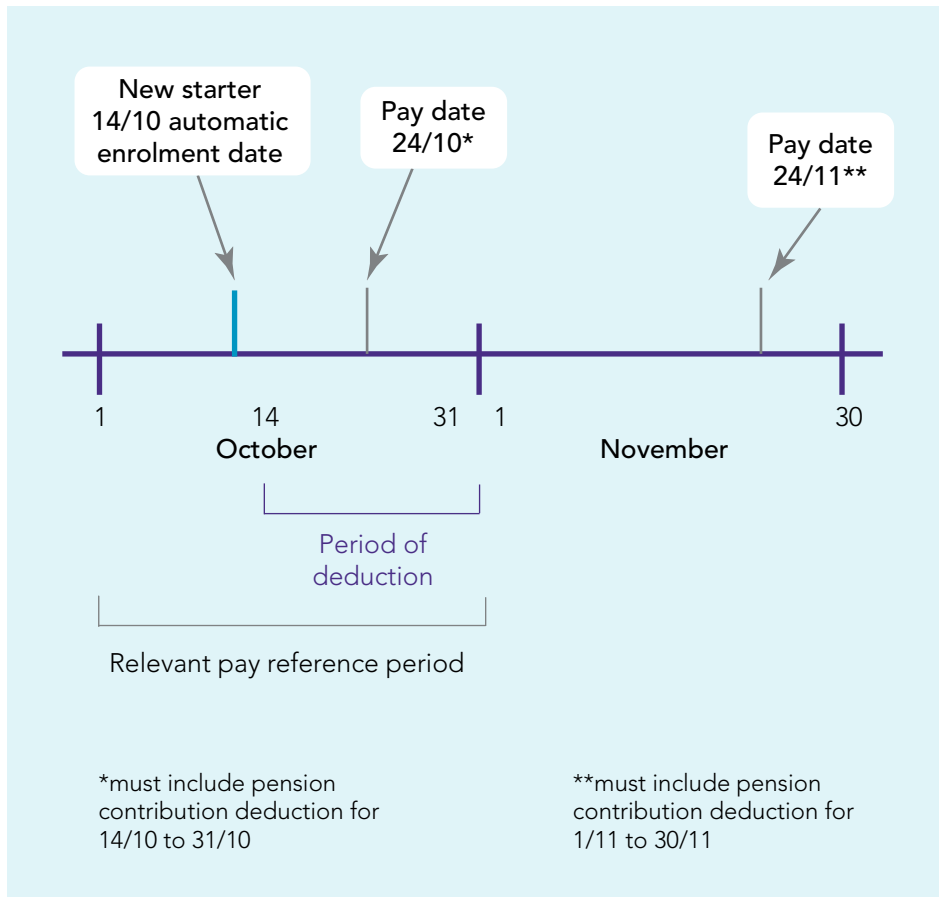 New starter
14/10 automatic
enrolment date
Pay date
24/10*
Pay date
24/11**
1
14
31
1
30
October
November
Period of
deduction
Relevant pay reference period
*must include pension
contribution deduction for
14/10 to 31/10
**must include pension
contribution deduction for
1/11 to 30/11